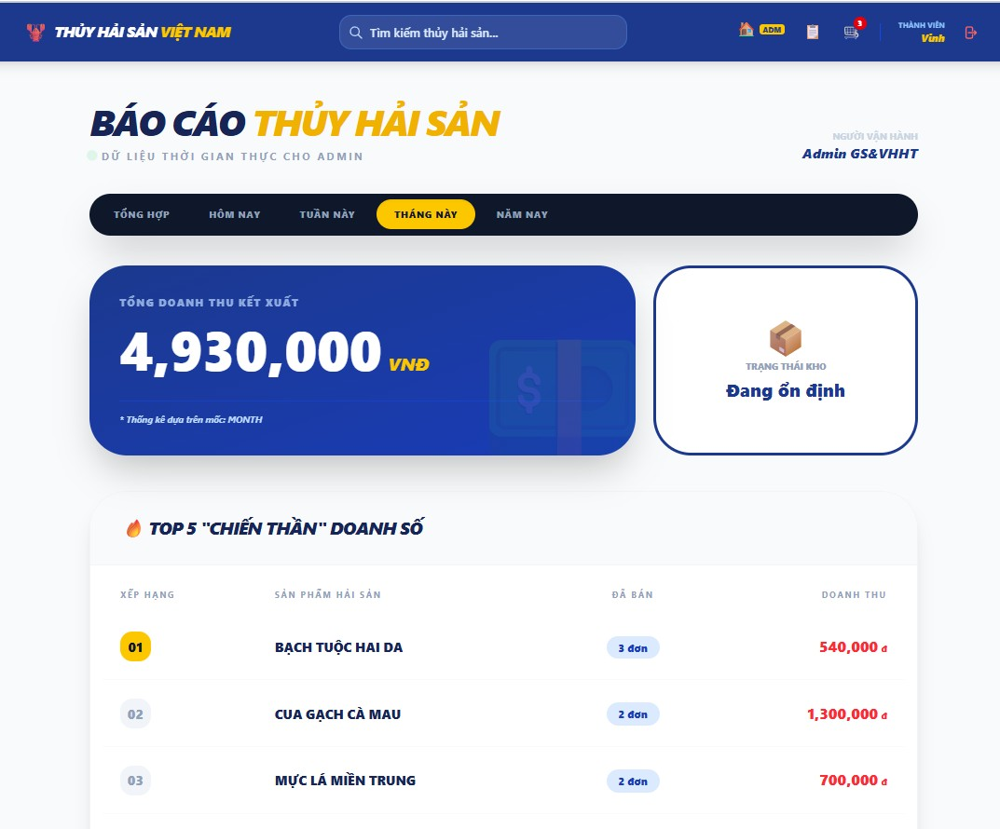 THỦY HẢI SẢN VIỆT NAM
Tìm kiếm thủy hải sản...
ADM
3
THÀNH VIÊN
Vinh
BÁO CÁO THỦY HẢI SẢN
DỮ LIỆU THỜI GIAN THỰC CHO ADMIN
NGƯỜI VẬN HÀNH
Admin GS&VHHT
TỔNG HỢP HÔM NAY TUẦN NÀY THÁNG NÀY NĂM NAY
TỔNG DOANH THU KẾT XUẤT
4,930,000 VNĐ
* Thống kê dựa trên mốc: MONTH
TRẠNG THÁI KHO
Đang ổn định
TOP 5 "CHIẾN THẦN" DOANH SỐ
XẾP HẠNG SẢN PHẨM HẢI SẢN ĐÃ BÁN DOANH THU
01 BẠCH TUỘC HAI DA 3 đơn 540,000 đ
02 CUA GẠCH CÀ MAU 2 đơn 1,300,000 đ
03 MỰC LÁ MIỀN TRUNG 2 đơn 700,000 đ